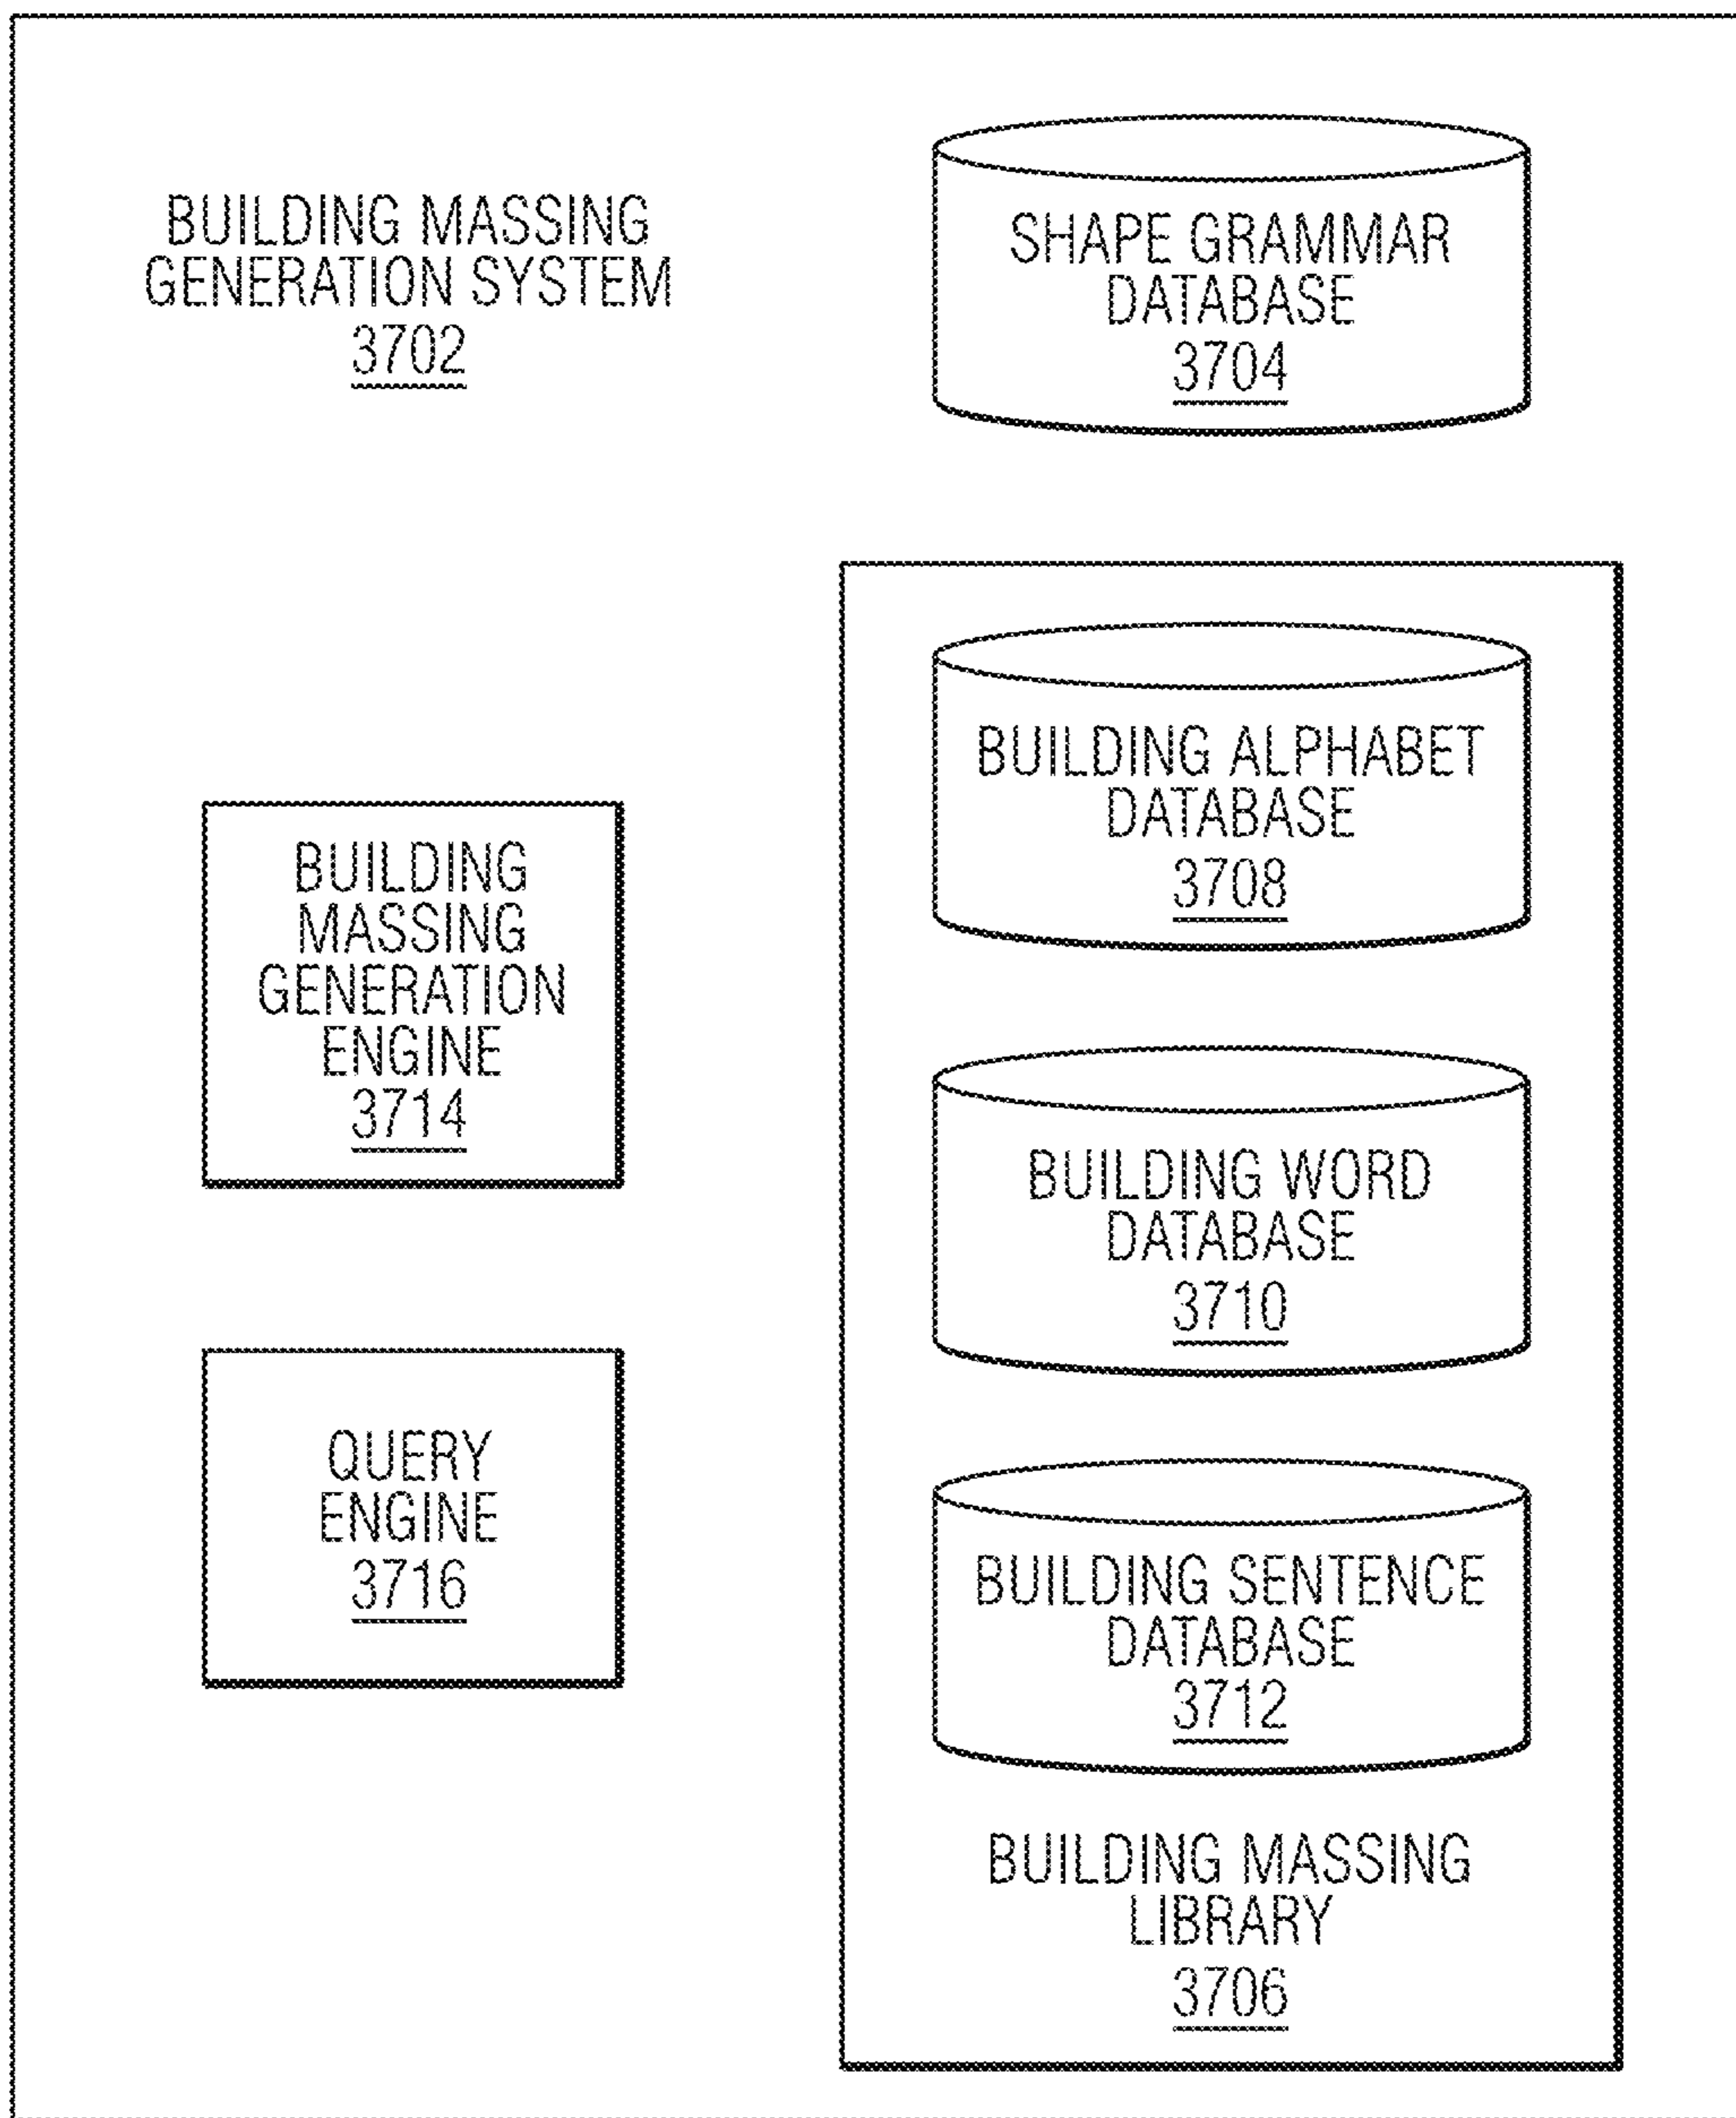 BUILDING MASSING
GENERATION SYSTEM
3702
SHAPE GRAMMAR
DATABASE
3704
BUILDING ALPHABET
DATABASE
3708
BUILDING
MASSING
GENERATION
ENGINE
3714
BUILDING WORD
DATABASE
3710
QUERY
ENGINE
3716
BUILDING SENTENCE
DATABASE
3712
BUILDING MASSING
LIBRARY
3706